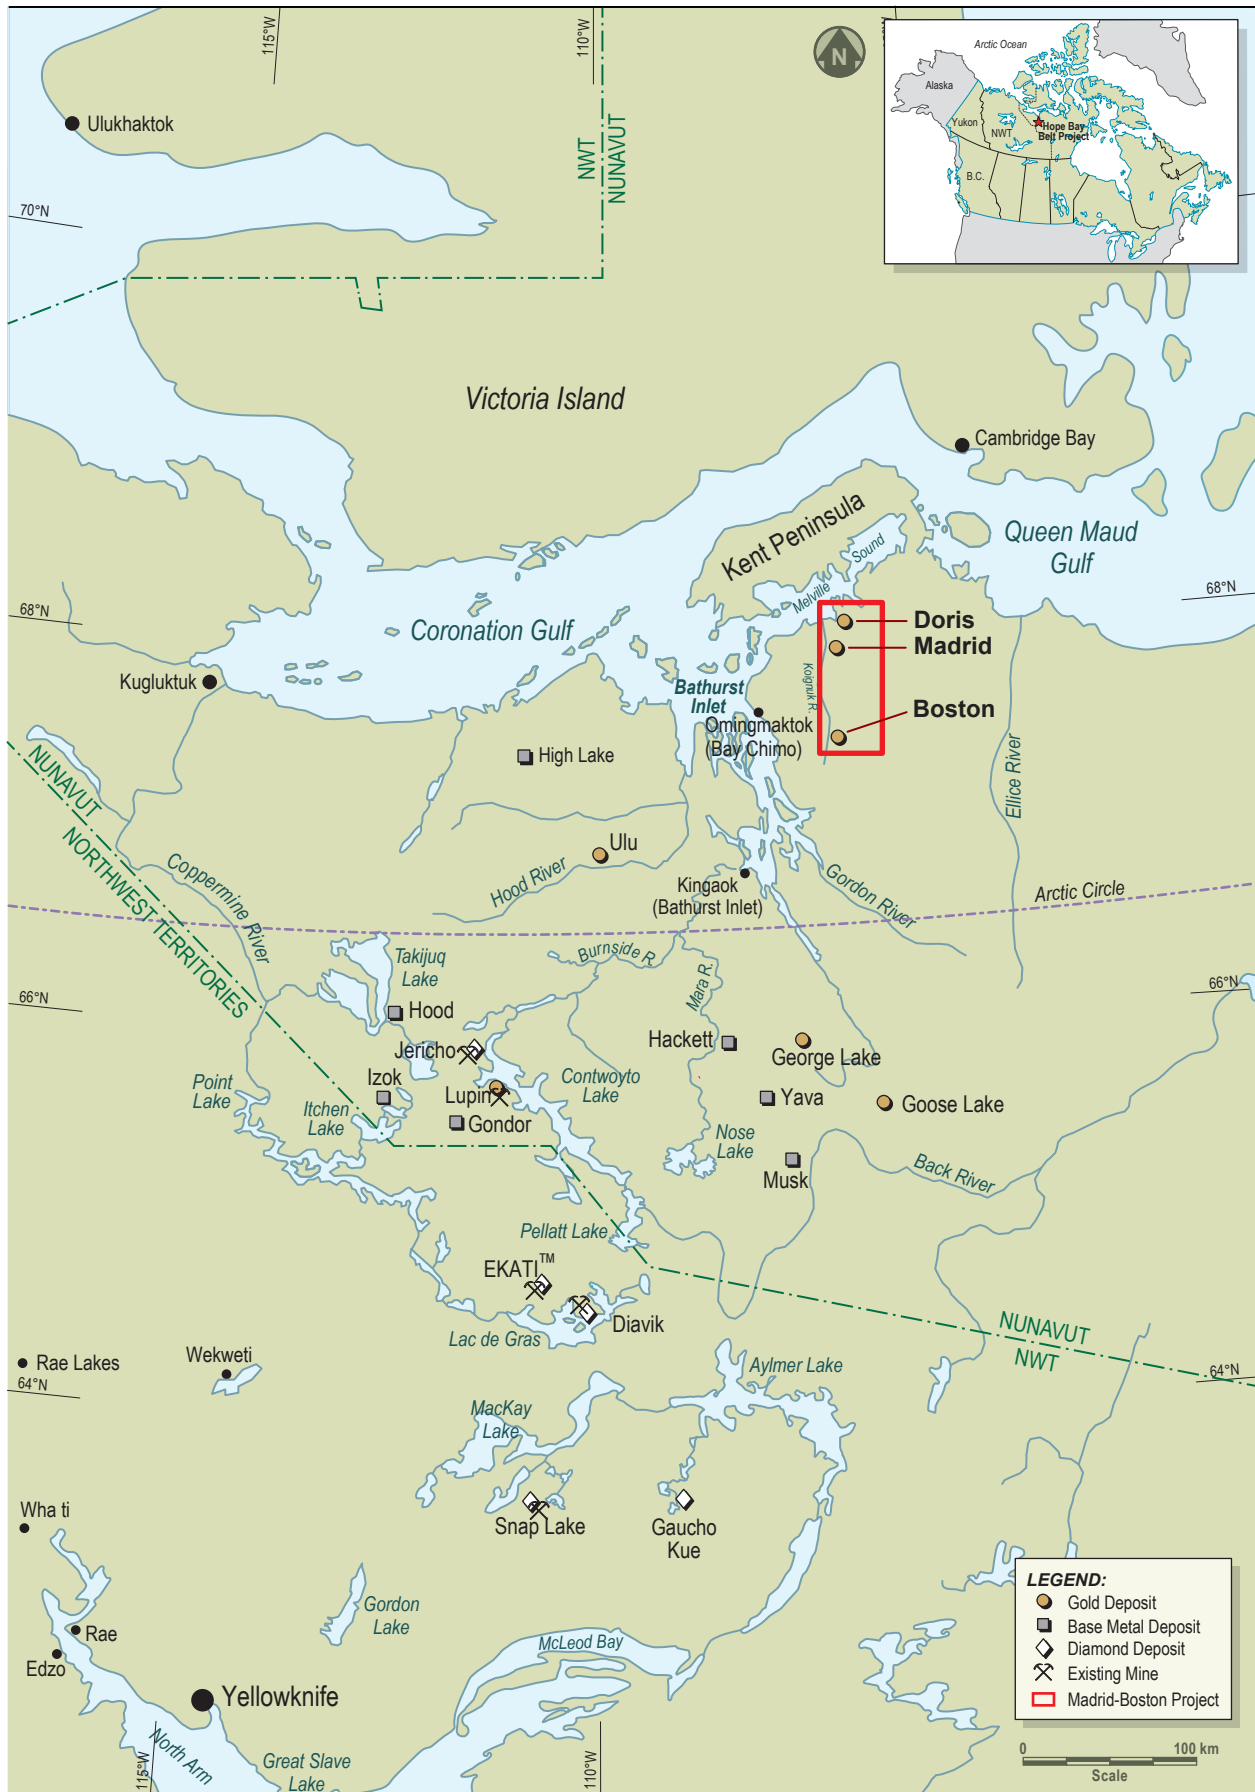 115°W
110°W
N
Arctic Ocean
Alaska
Yukon
NWT
Hope Bay
Belt Project
B.C.
Ulukhaktok
NWT
NUNAVUT
70°N
Victoria Island
Cambridge Bay
Kent Peninsula
Melville
Sound
Queen Maud
Gulf
68°N
68°N
Coronation Gulf
Doris
Madrid
Boston
Koignuk R.
Kugluktuk
Bathurst
Inlet
Omingmaktok
(Bay Chimo)
High Lake
Ellice River
NUNAVUT
NORTHWEST TERRITORIES
Coppermine River
Ulu
Hood River
Kingaok
(Bathurst Inlet)
Gordon River
Arctic Circle
Burnside R.
Mara R.
Takijuq
Lake
66°N
66°N
Hood
Jericho
Hackett
George Lake
Izok
Lupin
Contwoyto
Lake
Yava
Goose Lake
Point
Lake
Itchen
Lake
Gondor
Nose
Lake
Musk
Back River
Pellatt Lake
EKATI™
Diavik
Lac de Gras
NUNAVUT
NWT
Rae Lakes
Wekweti
Aylmer Lake
64°N
64°N
MacKay
Lake
Wha ti
Snap Lake
Gaucho
Kue
Gordon
Lake
Rae
Edzo
McLeod Bay
Yellowknife
North Arm
Great Slave
Lake
115°W
110°W
LEGEND:
Gold Deposit
Base Metal Deposit
Diamond Deposit
Existing Mine
Madrid-Boston Project
0
100 km
Scale